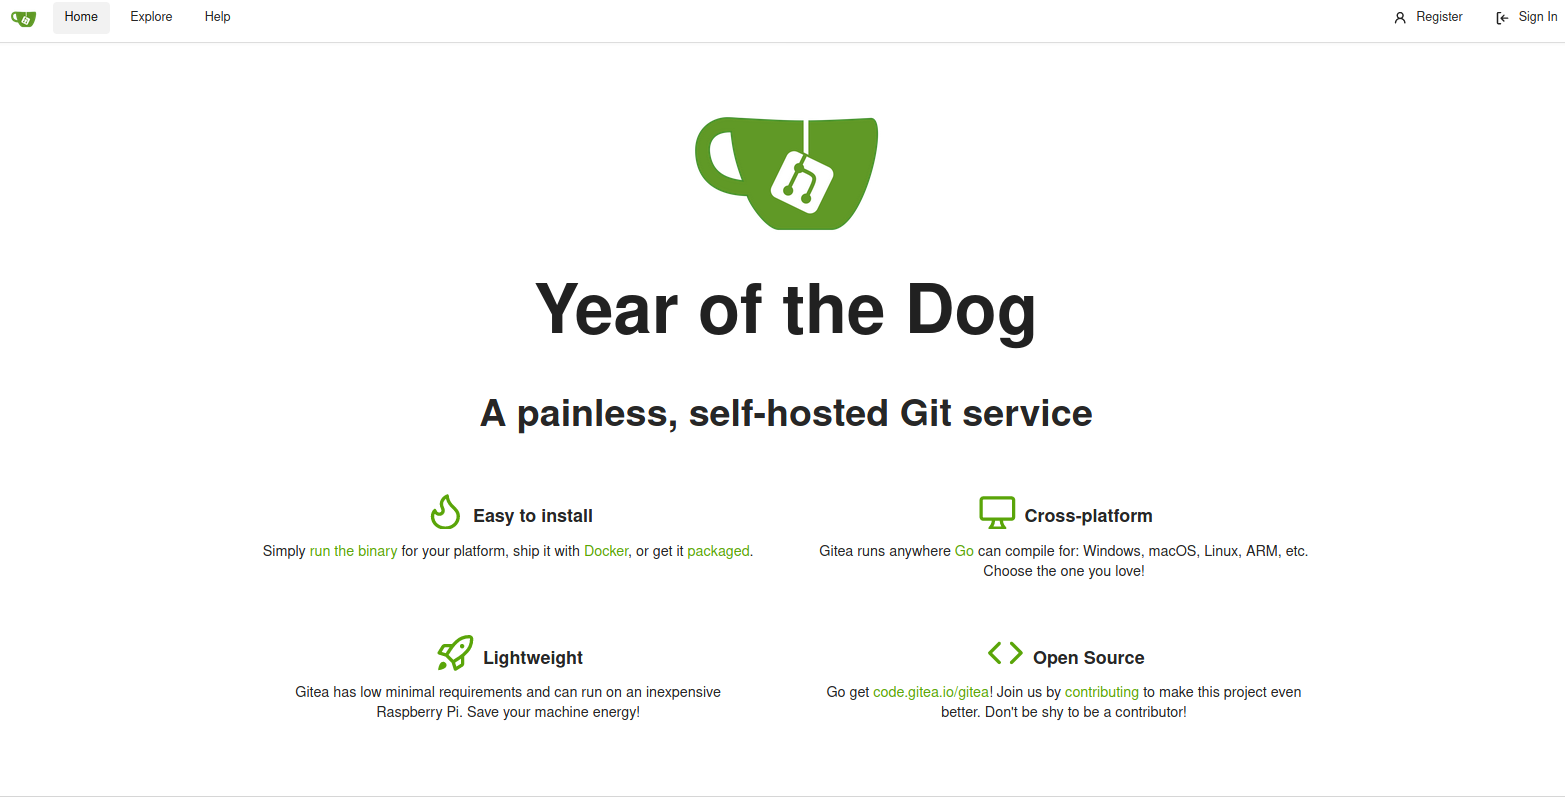 Home Explore Help Register Sign In
Year of the Dog
A painless, self-hosted Git service
Easy to install
Simply run the binary for your platform, ship it with Docker, or get it packaged.
Cross-platform
Gitea runs anywhere Go can compile for: Windows, macOS, Linux, ARM, etc.
Choose the one you love!
Lightweight
Gitea has low minimal requirements and can run on an inexpensive
Raspberry Pi. Save your machine energy!
Open Source
Go get code.gitea.io/gitea! Join us by contributing to make this project even
better. Don't be shy to be a contributor!